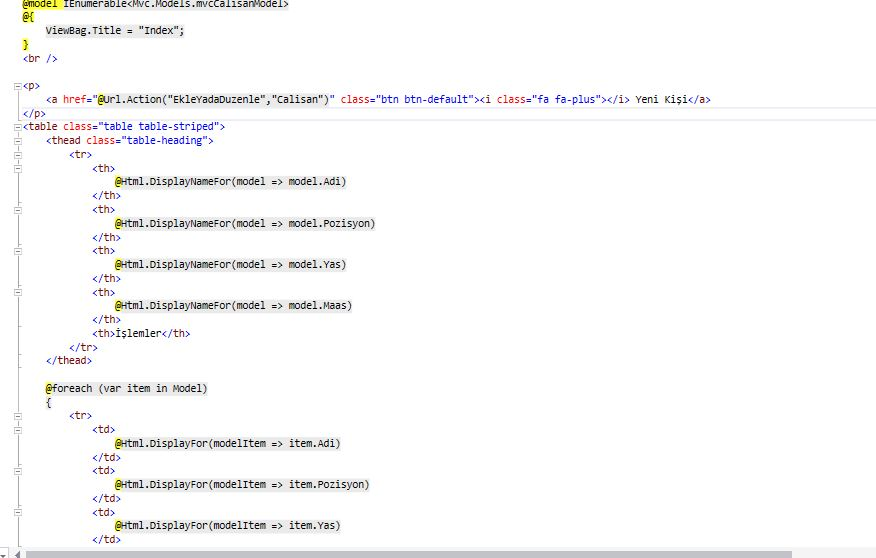 @model IEnumerable<Mvc.Models.mvcCalisanModel>
@{
ViewBag.Title = "Index";
}
<br />
<p>
<a href="@Url.Action("EkleYadaDuzenle","Calisan")" class="btn btn-default"><i class="fa fa-plus"></i> Yeni Kişi</a>
</p>
<table class="table table-striped">
<thead class="table-heading">
<tr>
<th>
@Html.DisplayNameFor(model => model.Adi)
</th>
<th>
@Html.DisplayNameFor(model => model.Pozisyon)
</th>
<th>
@Html.DisplayNameFor(model => model.Yas)
</th>
<th>
@Html.DisplayNameFor(model => model.Maas)
</th>
<th>İşlemler</th>
</tr>
</thead>
@foreach (var item in Model)
{
<tr>
<td>
@Html.DisplayFor(modelItem => item.Adi)
</td>
<td>
@Html.DisplayFor(modelItem => item.Pozisyon)
</td>
<td>
@Html.DisplayFor(modelItem => item.Yas)
</td>